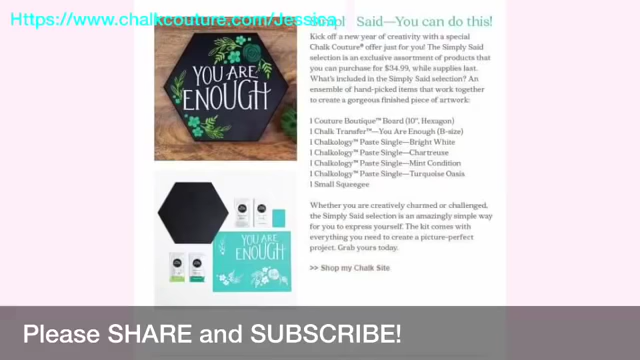 Https://www.chalkcouture.com/Jessica
Said—You can do this!
Kick off a new year of creativity with a special
Chalk Couture® offer just for you! The Simply Said
selection is an exclusive assortment of products that
you can purchase for $34.99, while supplies last.
What's included in the Simply Said selection? An
ensemble of hand-picked items that work together
to create a gorgeous finished piece of artwork:
1 Couture Boutique™ Board (10", Hexagon)
1 Chalk Transfer™—You Are Enough (B-size)
1 Chalkology™ Paste Single—Bright White
1 Chalkology™ Paste Single—Chartreuse
1 Chalkology™ Paste Single—Mint Condition
1 Chalkology™ Paste Single—Turquoise Oasis
1 Small Squeegee
Whether you are creatively charmed or challenged,
the Simply Said selection is an amazingly simple way
for you to express yourself. The kit comes with
everything you need to create a picture-perfect
project. Grab yours today.
>> Shop my Chalk Site
YOU ARE
ENOUGH
YOU ARE
ENOUGH
Please SHARE and SUBSCRIBE!